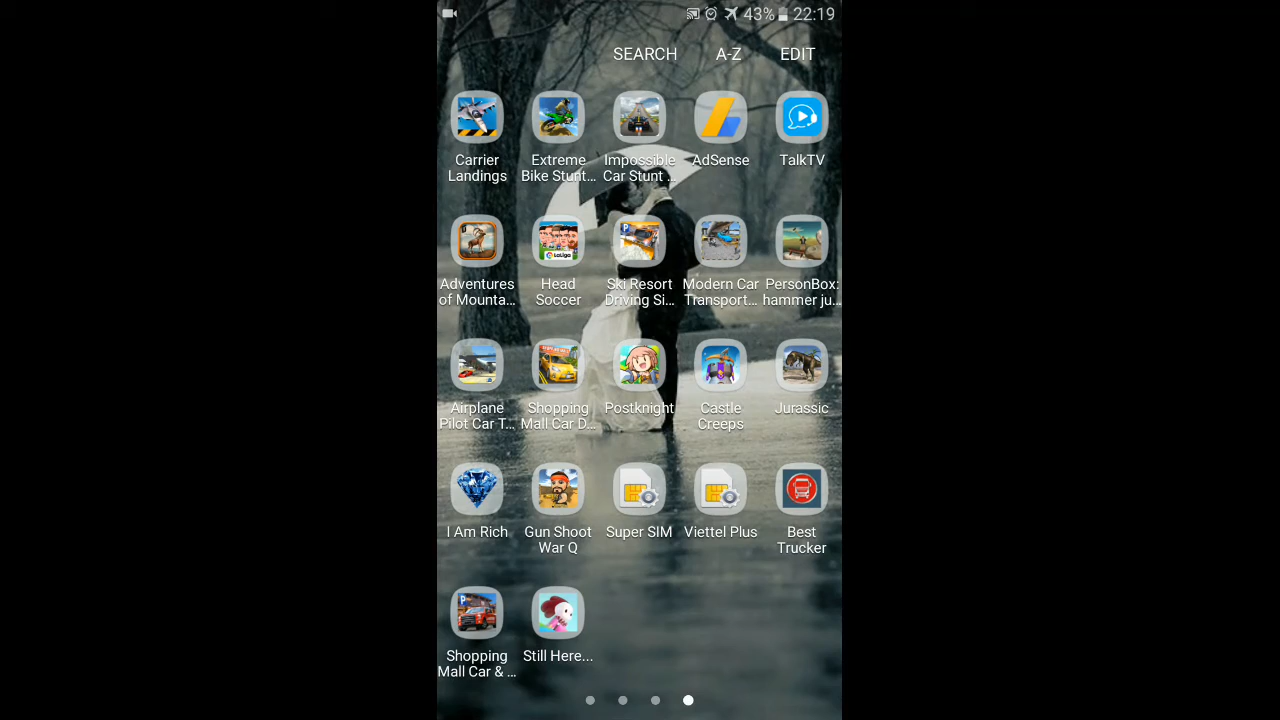 43% 22:19
SEARCH A-Z EDIT
Carrier Landings
Extreme Bike Stunt...
Impossible Car Stunt ...
AdSense
TalkTV
Adventures of Mounta...
Head Soccer
Ski Resort Driving Si...
Modern Car Transport...
PersonBox: hammer ju...
Airplane Pilot Car T...
Shopping Mall Car D...
Postknight
Castle Creeps
Jurassic
I Am Rich
Gun Shoot War Q
Super SIM
Viettel Plus
Best Trucker
Shopping Mall Car & ...
Still Here...